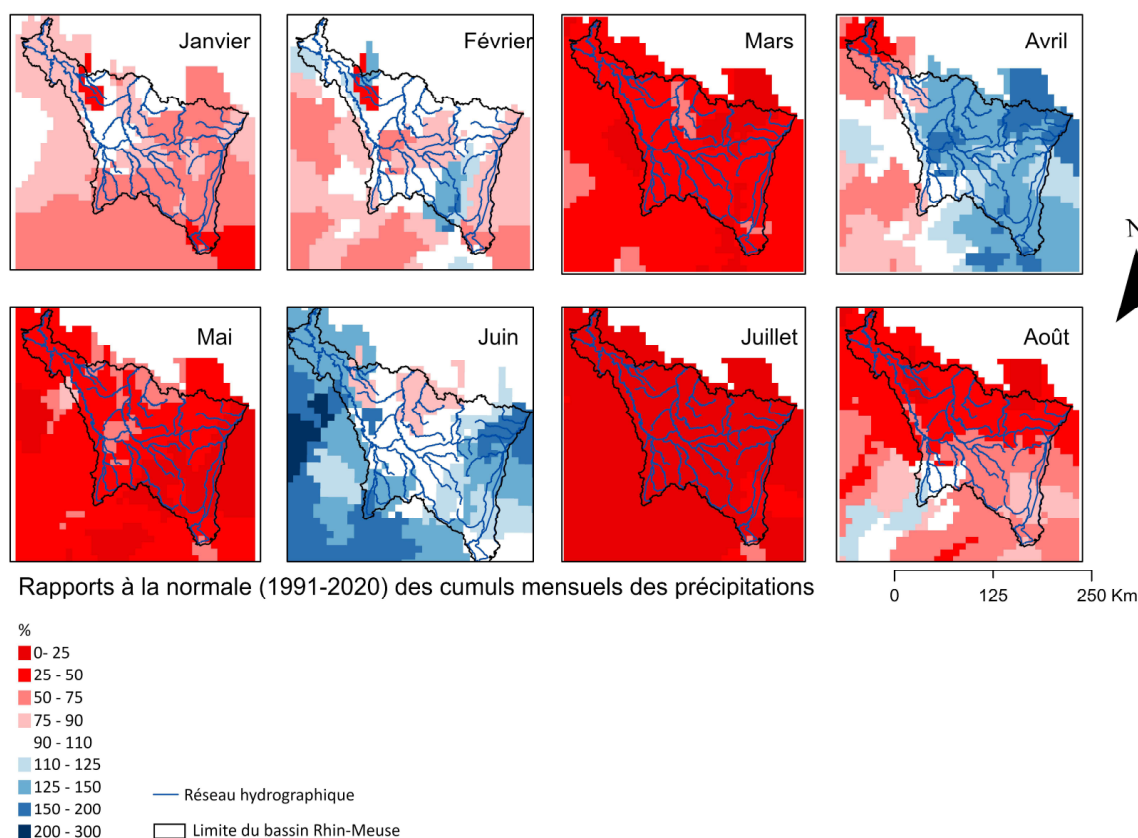 Janvier
Février
Mars
Avril
N
Mai
Juin
Juillet
Août
Rapports à la normale (1991-2020) des cumuls mensuels des précipitations
0 125 250 Km
%
0- 25
25 - 50
50 - 75
75 - 90
90 - 110
110 - 125
125 - 150
150 - 200
200 - 300
Réseau hydrographique
Limite du bassin Rhin-Meuse